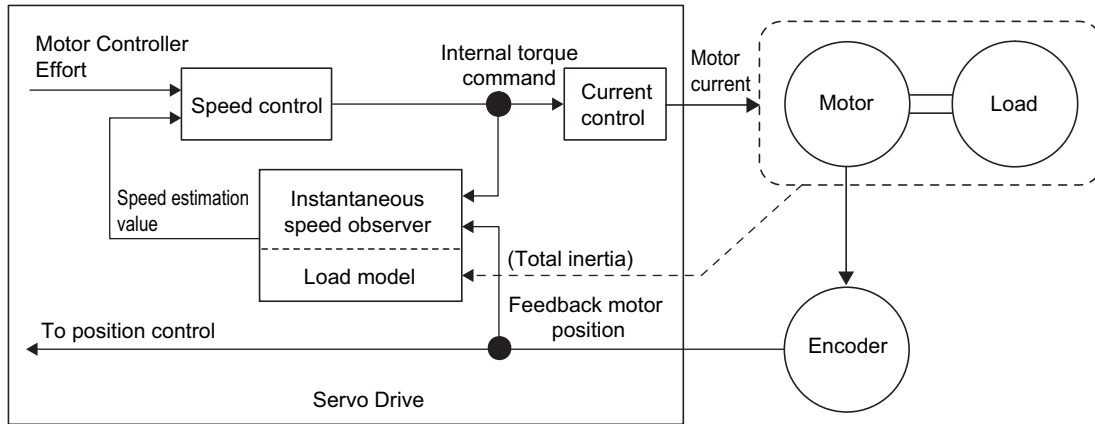 Motor Controller
Effort
Internal torque
command
Motor
current
Speed control
Current
control
Motor
Load
Speed estimation
value
Instantaneous
speed observer
Load model
(Total inertia)
Feedback motor
position
To position control
Encoder
Servo Drive